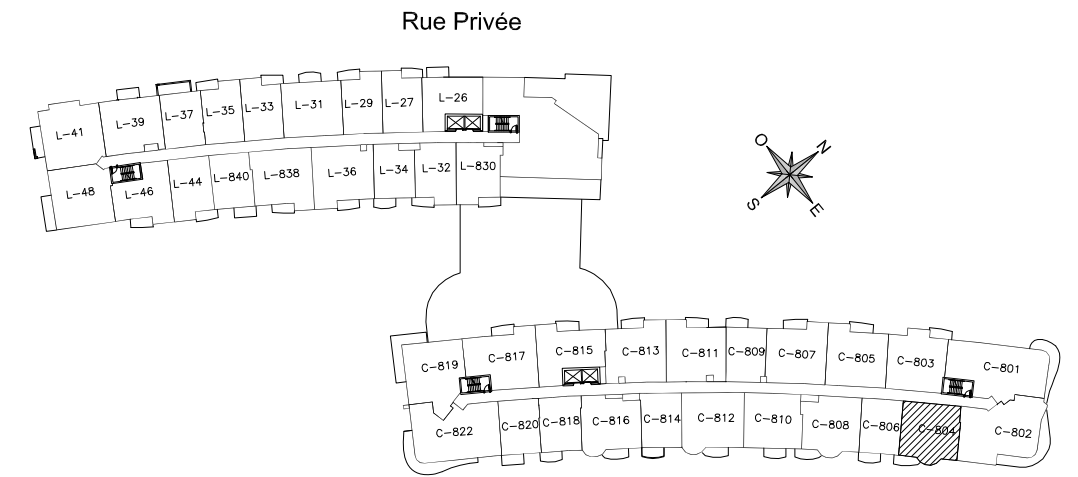 Rue Privée
L-41 L-39 L-37 L-35 L-33 L-31 L-29 L-27 L-26
L-48 L-46 L-44 L-840 L-838 L-36 L-34 L-32 L-830
O N
S E
C-819 C-817 C-815 C-813 C-811 C-809 C-807 C-805 C-803 C-801
C-822 C-820 C-818 C-816 C-814 C-812 C-810 C-808 C-806 C-804 C-802